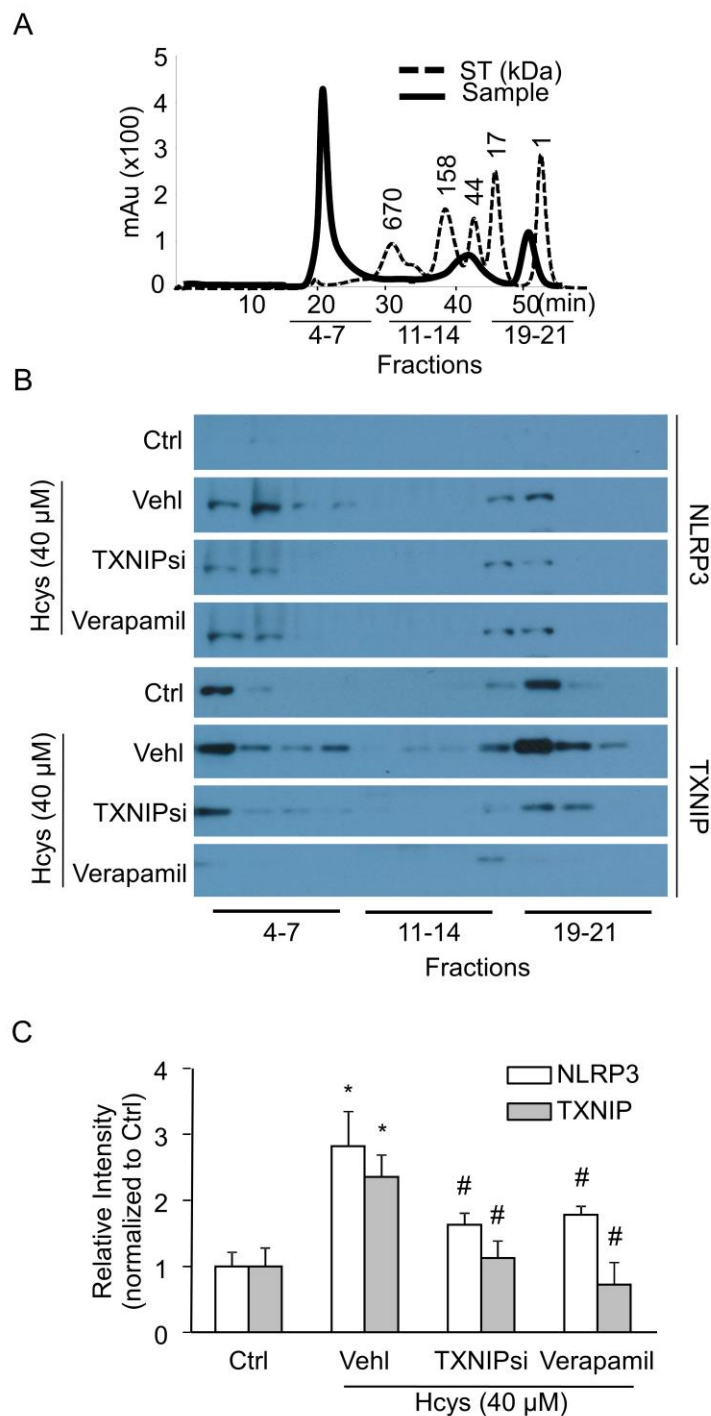 A
5
4
3
2
1
0
mAu (x100)
ST (kDa)
Sample
670
158
44
17
1
10 20 30 40 50 (min)
4-7 11-14 19-21
Fractions
B
Ctrl
Vehl
TXNIPsi
Verapamil
Hcys (40 µM)
NLRP3
Ctrl
Vehl
TXNIPsi
Verapamil
Hcys (40 µM)
TXNIP
4-7 11-14 19-21
Fractions
C
4
3
2
1
0
Relative Intensity
(normalized to Ctrl)
NLRP3
TXNIP
* *
# #
# #
Ctrl Vehl TXNIPsi Verapamil
Hcys (40 µM)